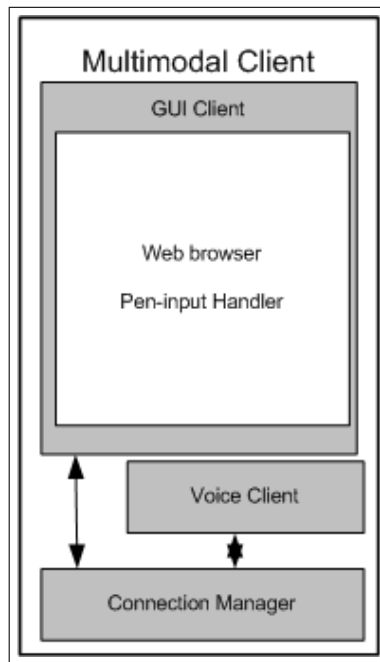 Multimodal Client
GUI Client
Web browser
Pen-input Handler
Voice Client
Connection Manager